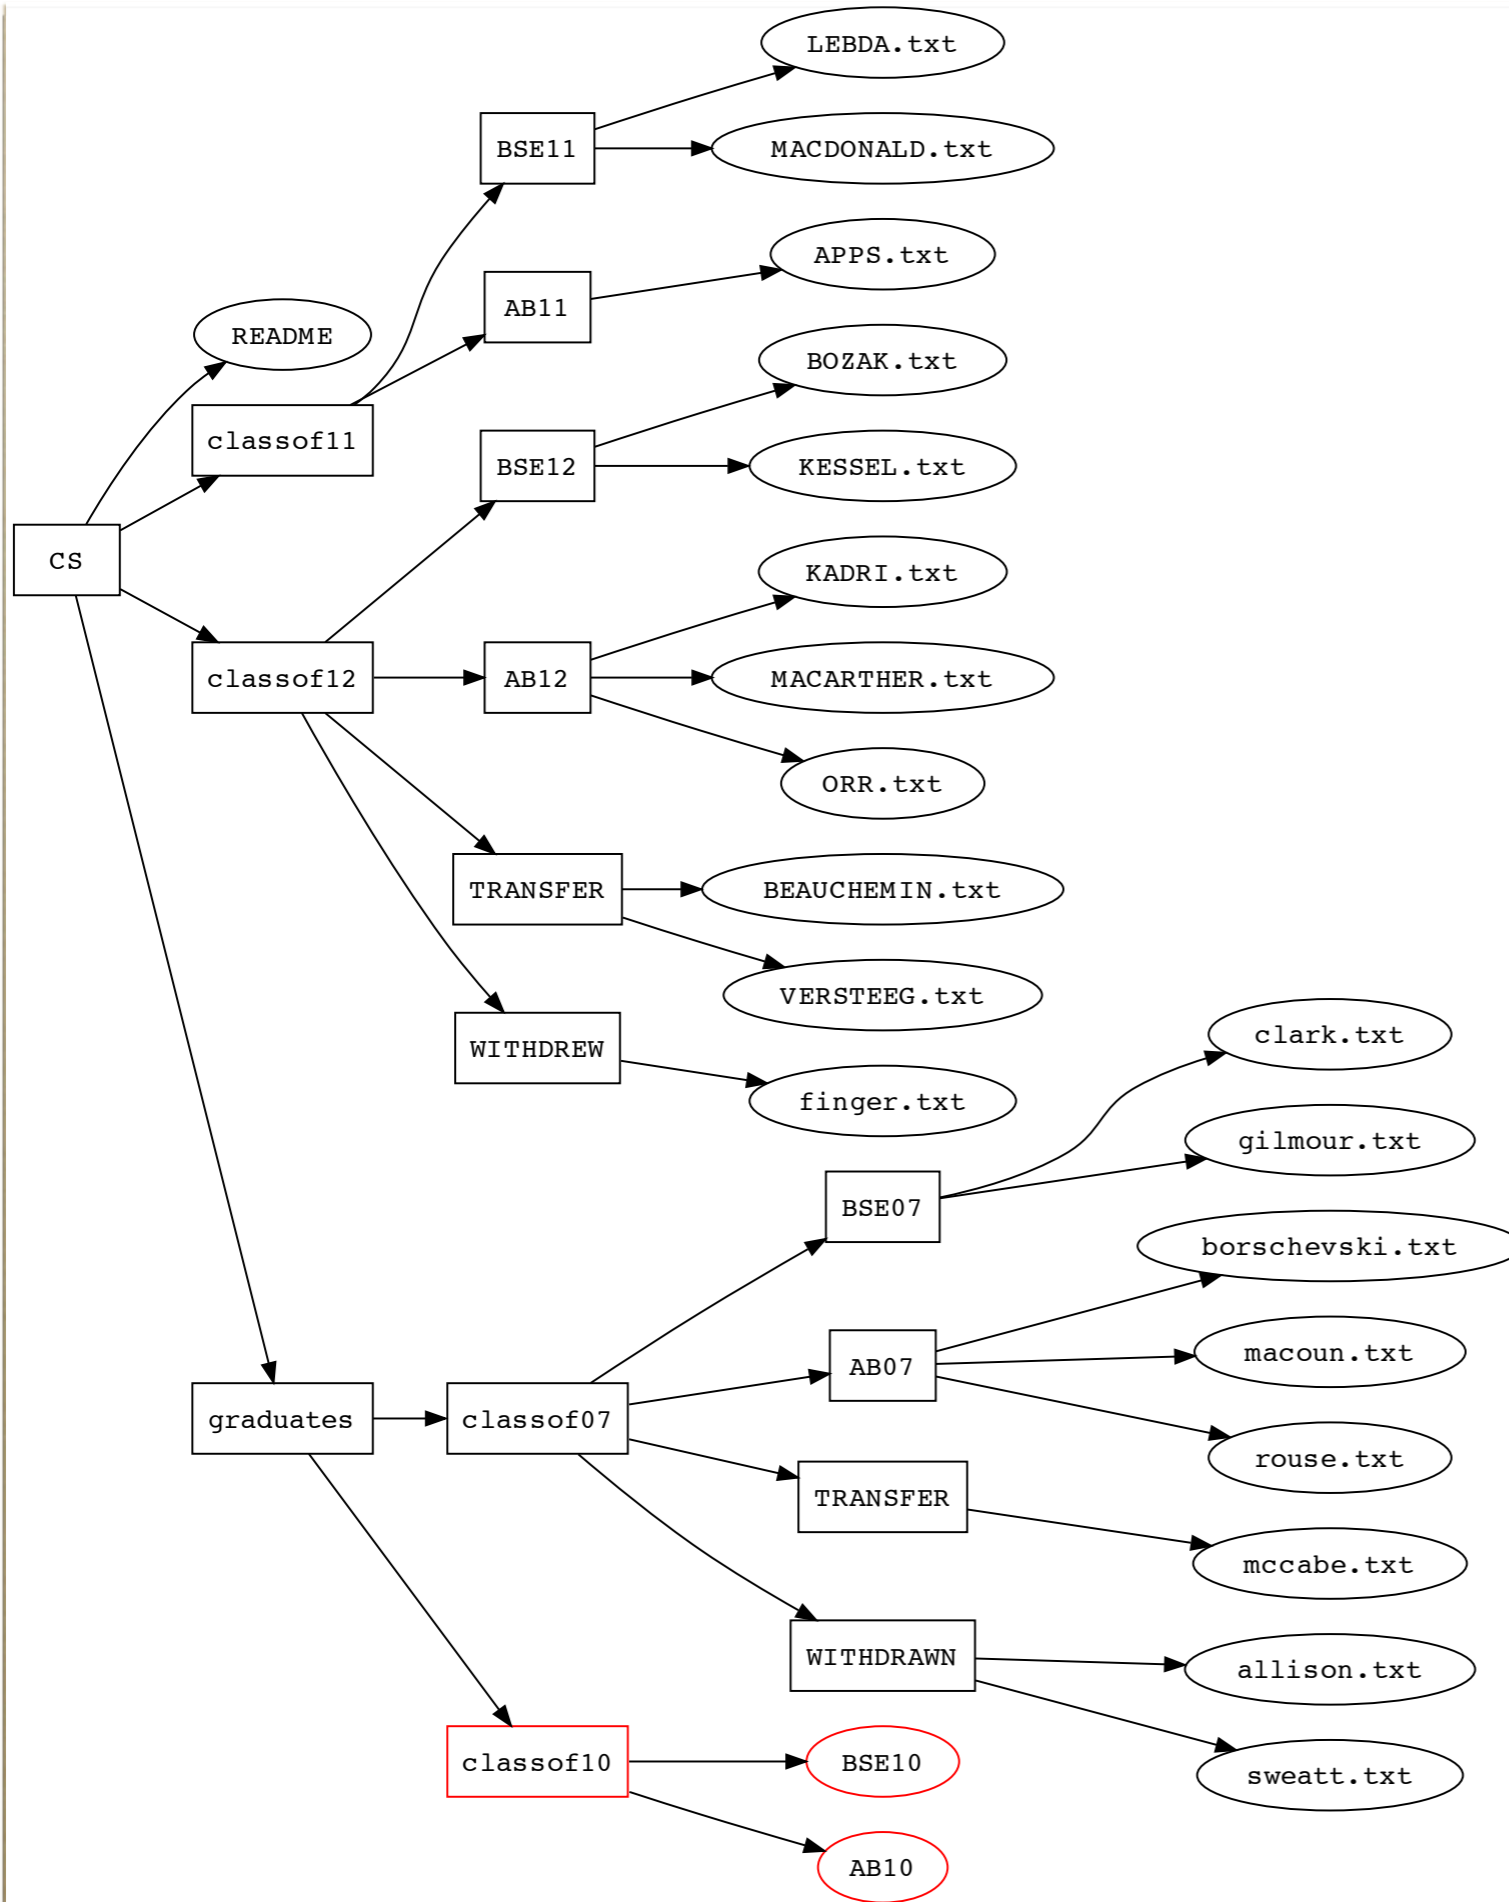 LEBDA.txt
BSE11
MACDONALD.txt
APPS.txt
AB11
README
BOZAK.txt
classof11
BSE12
KESSEL.txt
CS
KADRI.txt
classof12
AB12
MACARTHER.txt
ORR.txt
TRANSFER
BEAUCHEMIN.txt
VERSTEEG.txt
clark.txt
WITHDREW
finger.txt
gilmour.txt
BSE07
borschevski.txt
AB07
macoun.txt
graduates
classof07
rouse.txt
TRANSFER
mccabe.txt
WITHDRAWN
allison.txt
classof10
BSE10
sweatt.txt
AB10